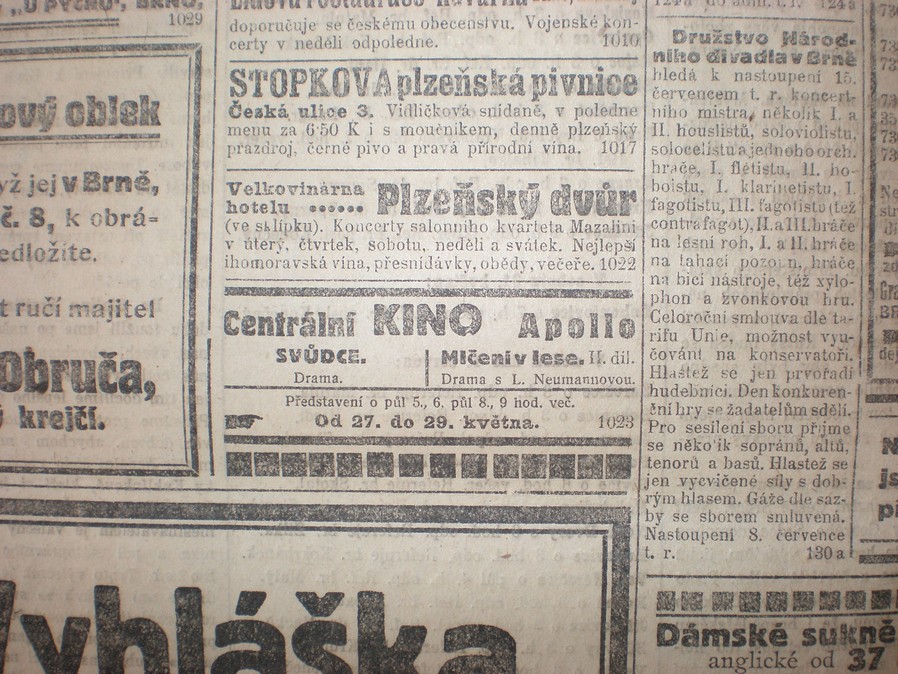 „U PÝCHŮ", BRNO,
1029
ový oblek
yž jej v Brně,
č. 8, k obrá-
edložíte.
t ručí majitel
Obruča,
ý krejčí.
doporučuje se českému obecenstvu. Vojenské kon-
certy v neděli odpoledne. 1010
STOPKOVA plzeňská pivnice
Česká ulice 3. Vidličková snídaně, v poledne
menu za 6·50 K i s moučníkem, denně plzeňský
prazdroj, černé pivo a pravá přírodní vína. 1017
Velkovinárna
hotelu ...... Plzeňský dvůr
(ve sklípku). Koncerty salonního kvarteta Mazalini
v úterý, čtvrtek, sobotu, neděli a svátek. Nejlepší
jihomoravská vína, přesnídávky, obědy, večeře. 1022
Centrální KINO Apollo
SVŮDCE.
Drama.
Mlčení v lese. II. díl.
Drama s L. Neumannovou.
Představení o půl 5., 6, půl 8., 9 hod. več.
Od 27. do 29. května. 1023
Vyhláška
Družstvo Národ-
ního divadla v Brně
hledá k nastoupení 15.
červencem t. r. koncert-
ního mistra, několik I. a
II. houslistů, soloviolistu,
solocelistu a jednoho orch.
hráče, I. flétistu, II. ho-
boistu, I. klarinetistu, I.
fagotistu, III. fagotistu (též
contrafagot), II. a III. hráče
na lesní roh, I. a II. hráče
na tahací pozoun, hráče
na bicí nástroje, též xylo-
phon a zvonkovou hru.
Celoroční smlouva dle ta-
rifu Unie, možnost vyu-
čování na konservatoři.
Hlastež se jen prvořadí
hudebníci. Den konkuren-
ční hry se žadatelům sdělí.
Pro sesílení sboru přijme
se několik sopránů, altů,
tenorů a basů. Hlastež se
jen vycvičené síly s dob-
rým hlasem. Gáže dle saz-
by se sborem smluvená.
Nastoupení 8. července
t. r. 130a
Dámské sukně
anglické od 37